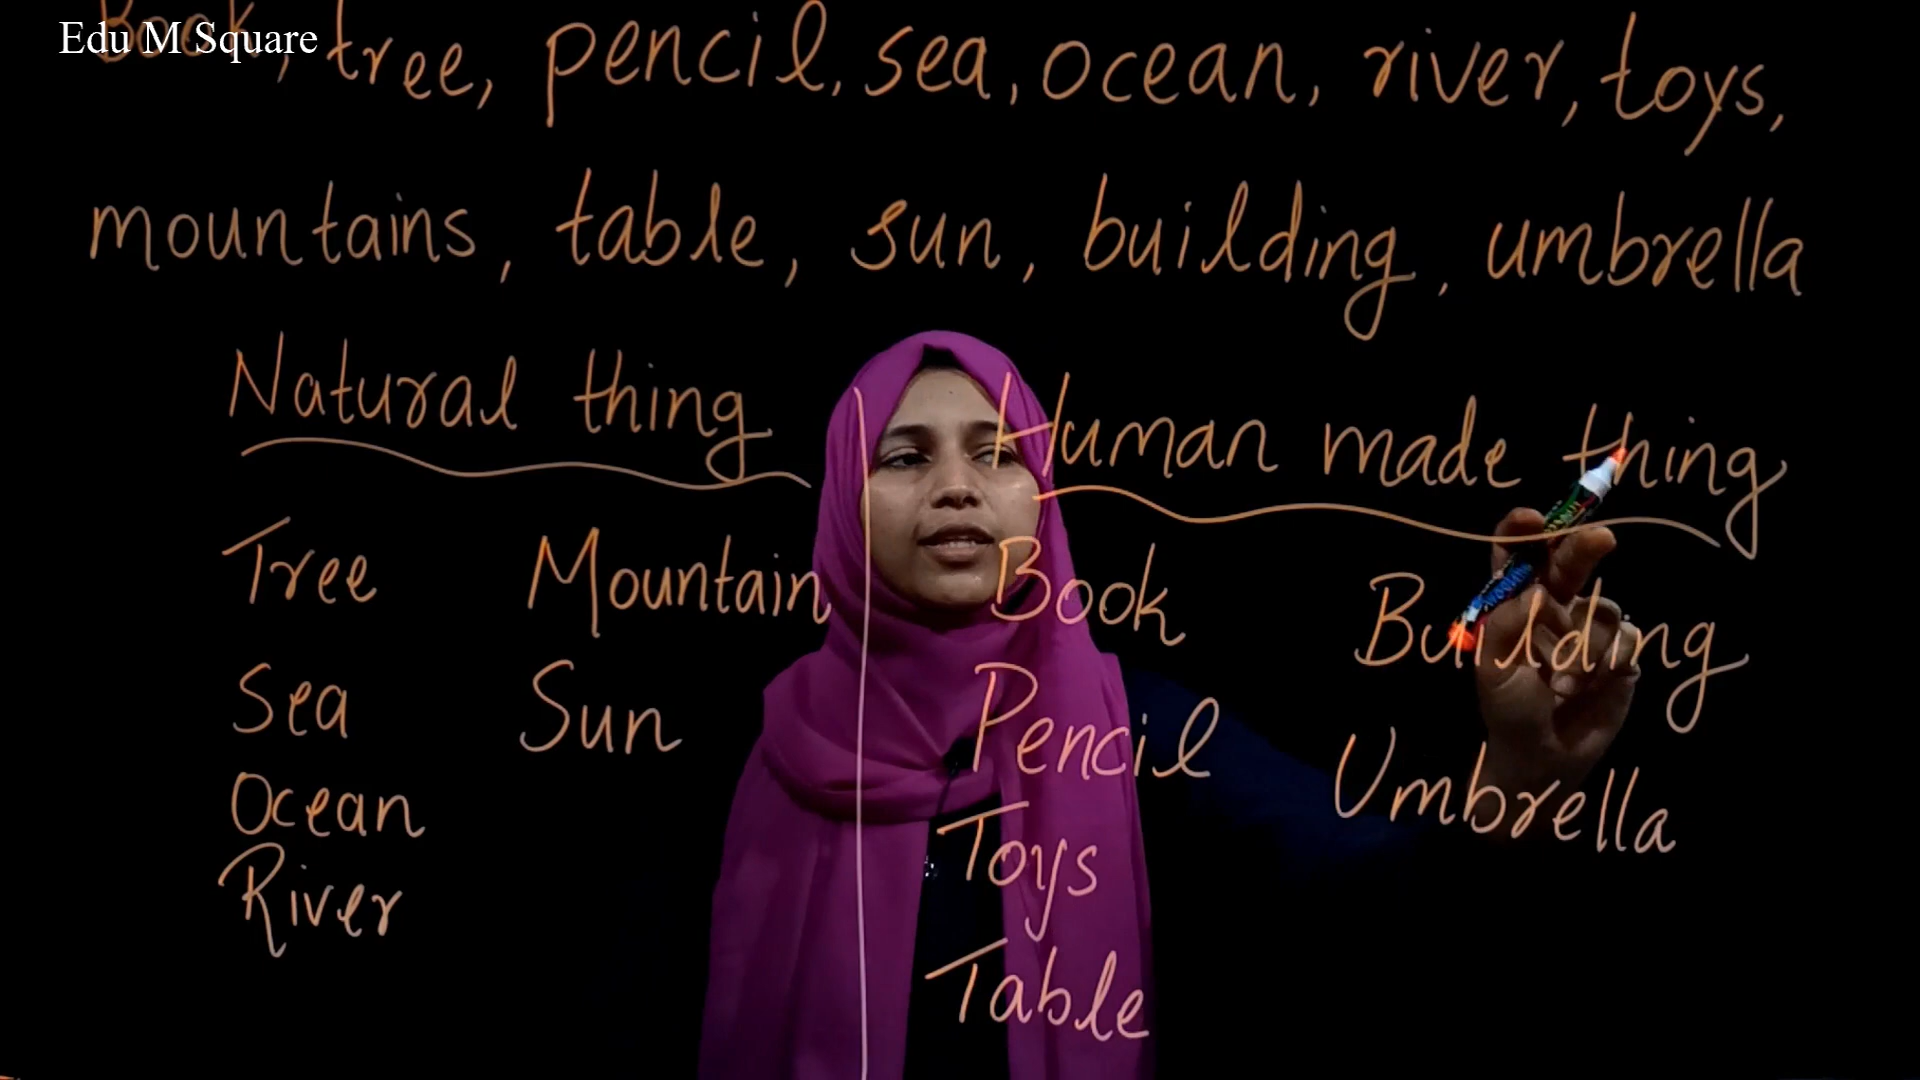 Edu M Square
Book, tree, pencil, sea, ocean, river, toys,
mountains, table, sun, building, umbrella
Natural thing
Human made thing
Tree Mountain
Sea Sun
Ocean
River
Book Building
Pencil Umbrella
Toys
Table